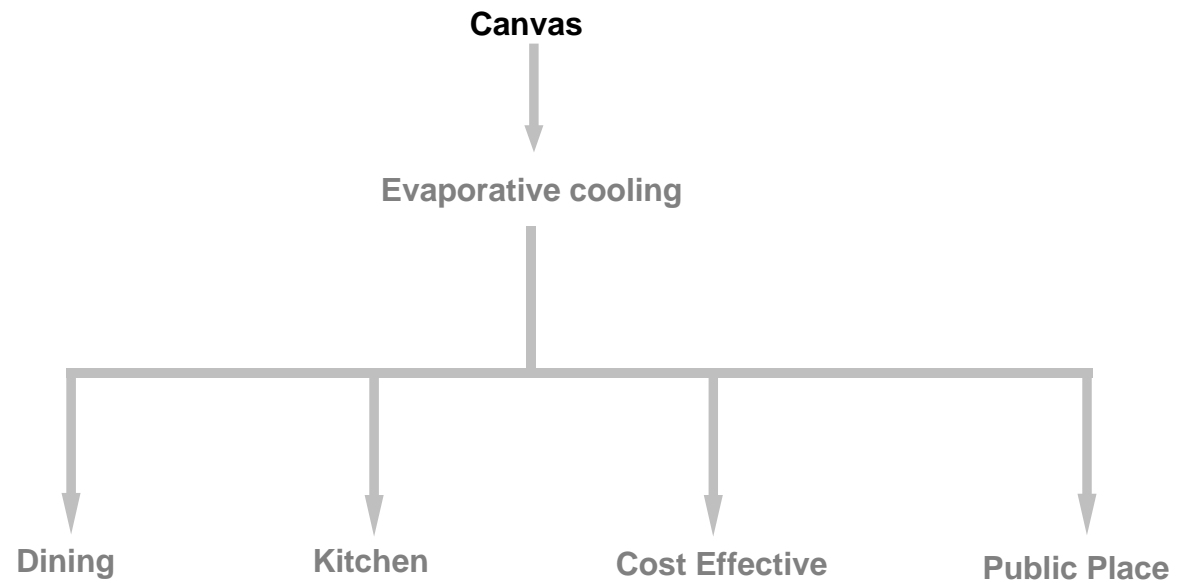 Canvas
Evaporative cooling
Dining
Kitchen
Cost Effective
Public Place